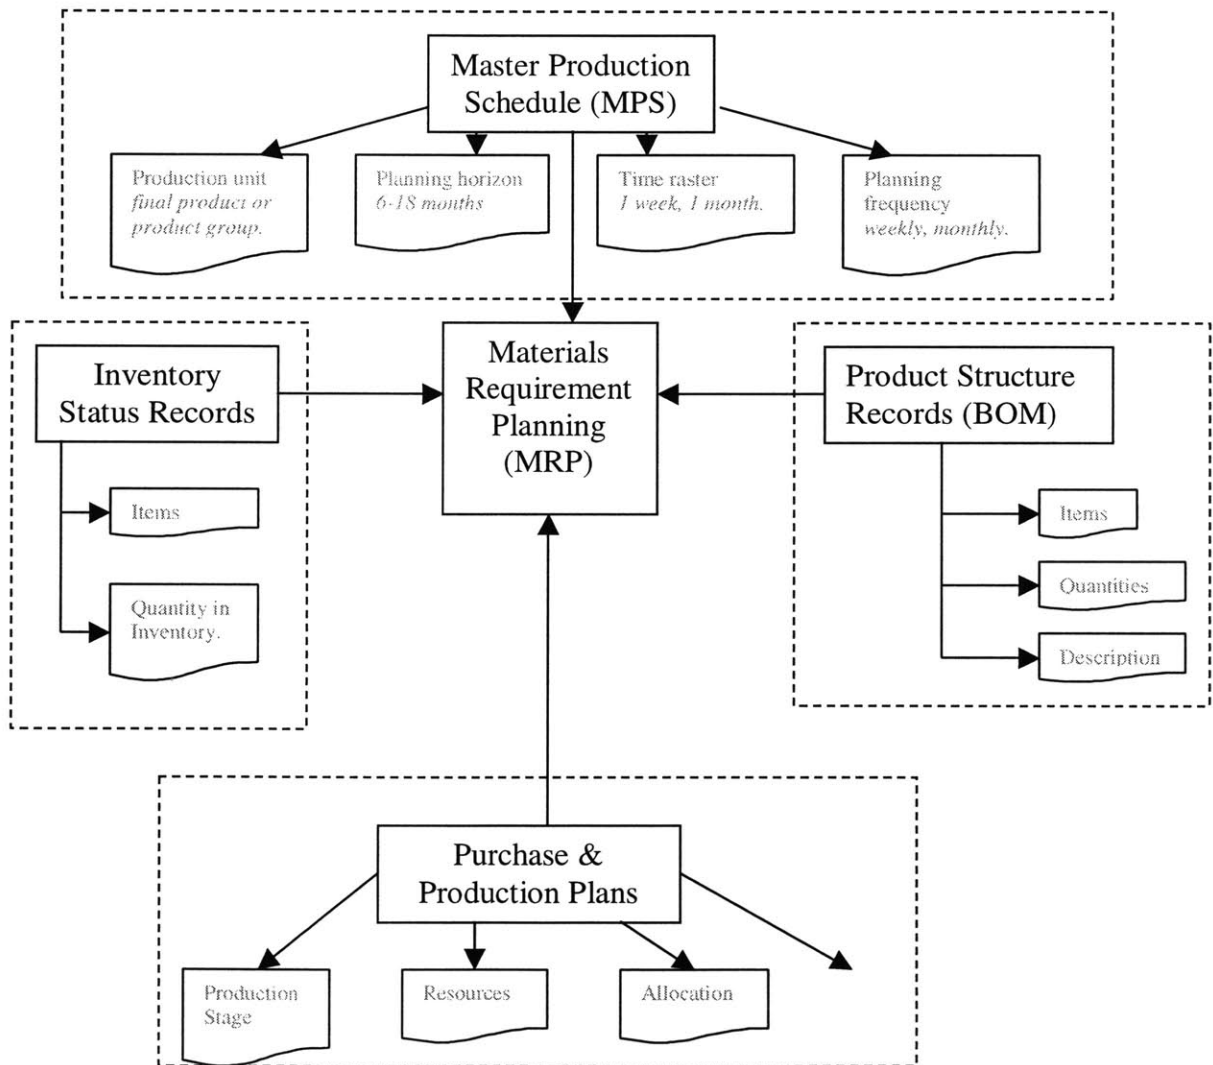 Master Production
Schedule (MPS)
Production unit
final product or
product group.
Planning horizon
6-18 months
Time raster
1 week, 1 month.
Planning
frequency
weekly, monthly.
Inventory
Status Records
Materials
Requirement
Planning
(MRP)
Product Structure
Records (BOM)
Items
Quantity in
Inventory.
Items
Quantities
Description
Purchase &
Production Plans
Production
Stage
Resources
Allocation